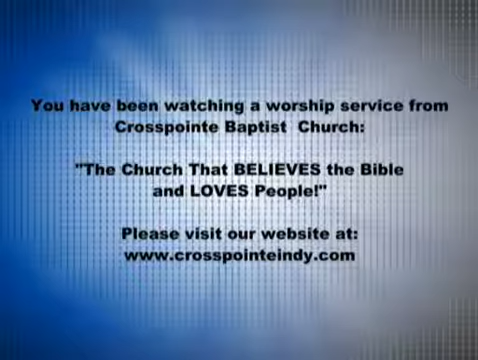 You have been watching a worship service from
Crosspointe Baptist Church:
"The Church That BELIEVES the Bible
and LOVES People!"
Please visit our website at:
www.crosspointeindy.com